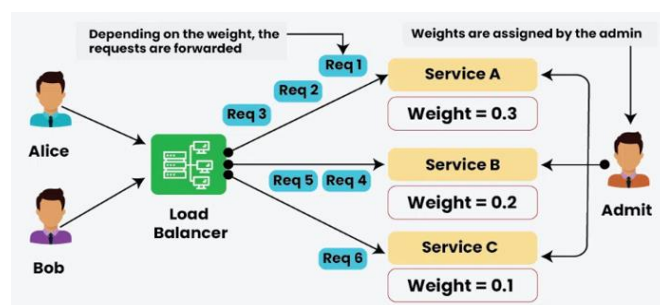 Depending on the weight, the
requests are forwarded
Weights are assigned by the admin
Req 1
Req 2
Req 3
Service A
Weight = 0.3
Alice
Load
Balancer
Req 5
Req 4
Service B
Weight = 0.2
Admit
Bob
Req 6
Service C
Weight = 0.1